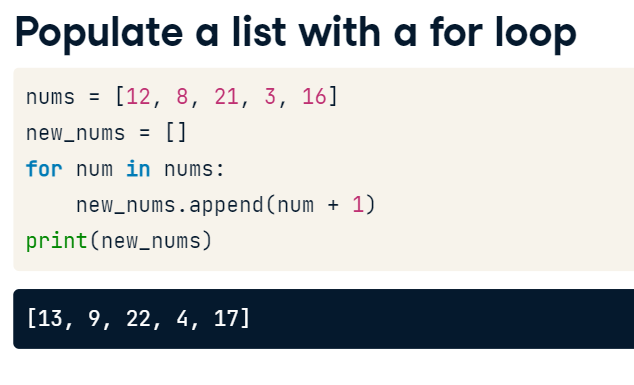 Populate a list with a for loop
nums = [12, 8, 21, 3, 16]
new_nums = []
for num in nums:
    new_nums.append(num + 1)
print(new_nums)
[13, 9, 22, 4, 17]